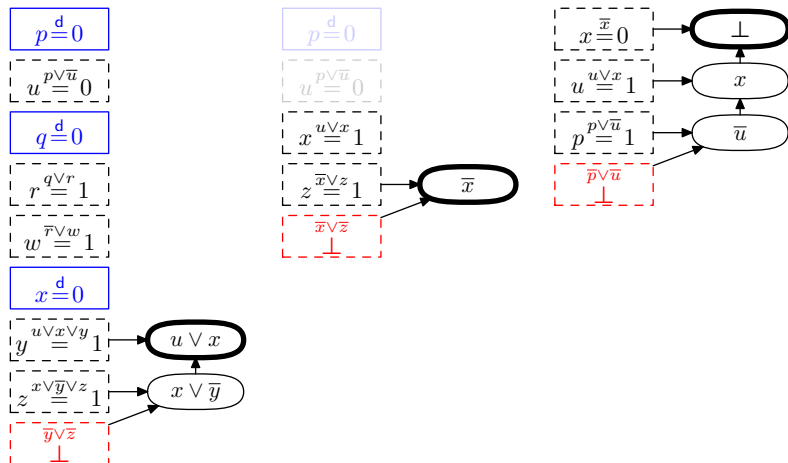 p =ᵈ 0
u =^{p∨u̅} 0
q =ᵈ 0
r =^{q∨r} 1
w =^{r̅∨w} 1
x =ᵈ 0
y =^{u∨x∨y} 1
u ∨ x
z =^{x∨y̅∨z} 1
x ∨ y̅
y̅∨z̅
⊥
p =ᵈ 0
u =^{p∨u̅} 0
x =^{u∨x} 1
z =^{x̅∨z} 1
x̅
x̅∨z̅
⊥
x =^{x̅} 0
⊥
u =^{u∨x} 1
x
p =^{p∨u̅} 1
u̅
p̅∨u̅
⊥